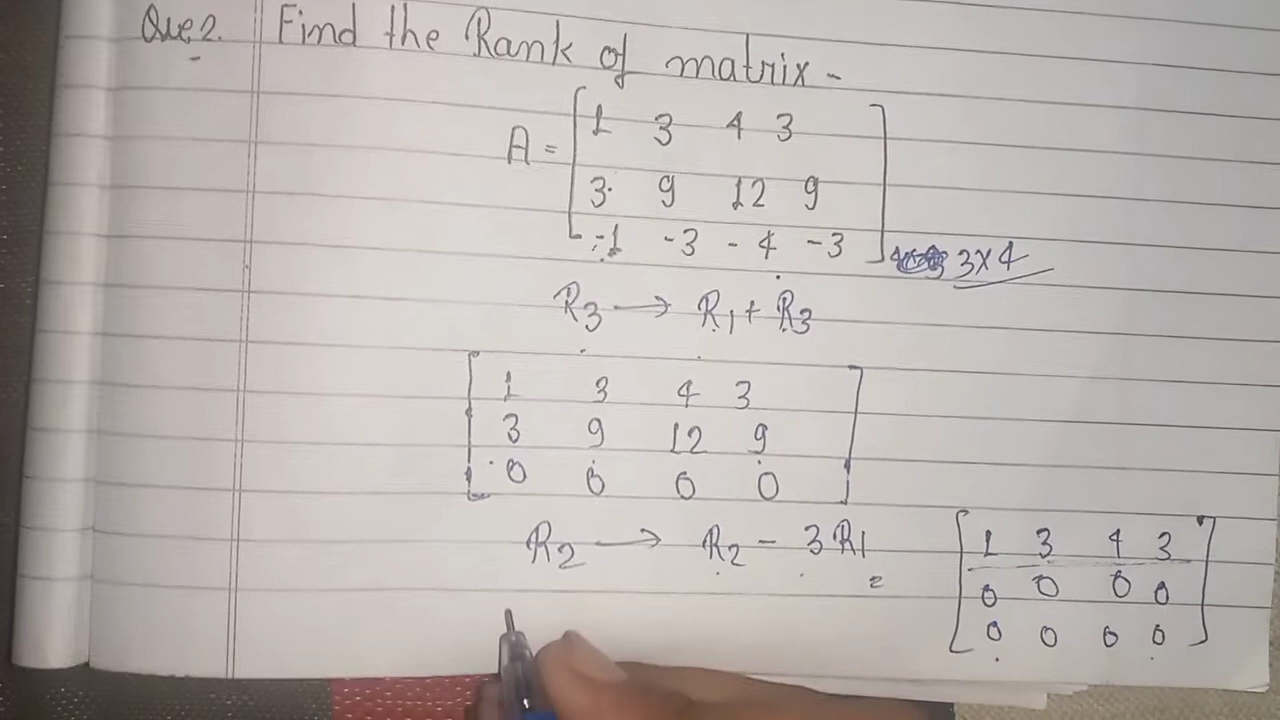 Que 2. Find the Rank of matrix -
A = [ 1 3 4 3
3 9 12 9
-1 -3 -4 -3 ] 3×4
R₃ → R₁ + R₃
[ 1 3 4 3
3 9 12 9
0 0 0 0 ]
R₂ → R₂ - 3R₁
[ 1 3 4 3
0 0 0 0
0 0 0 0 ]